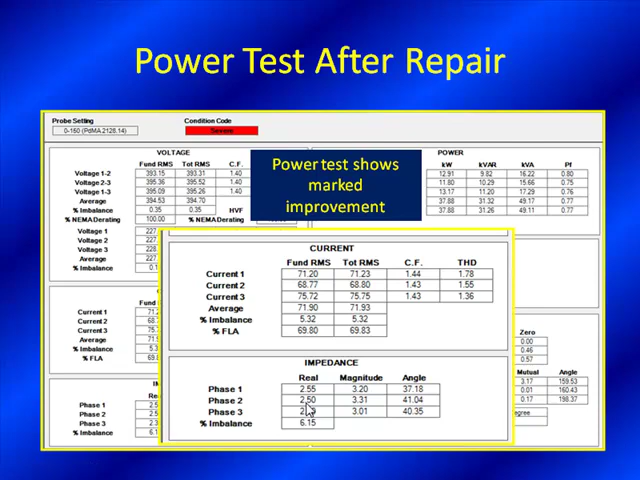 Power Test After Repair
Probe Setting
Condition Code
0-150 (PdMA 2128.14)
Severe
VOLTAGE
Fund RMS Tot RMS C.F.
Voltage 1-2 393.15 393.31 1.40
Voltage 2-3 395.36 395.52 1.40
Voltage 1-3 395.09 395.26 1.40
Average 394.53 394.70
% Imbalance 0.35 0.35 HVF
% NEMA Derating 100.00 % NEMA Derating
Voltage 1 227.
Voltage 2 227.
Voltage 3 228.
Average 227.
% Imbalance 0.1
Power test shows
marked
improvement
POWER
kW kVAR kVA Pf
12.91 9.82 16.22 0.80
11.80 10.29 15.66 0.75
13.17 11.20 17.29 0.76
37.88 31.32 49.17 0.77
37.88 31.26 49.11 0.77
CURRENT
Fund RMS Tot RMS C.F. THD
Current 1 71.20 71.23 1.44 1.78
Current 2 68.77 68.80 1.43 1.55
Current 3 75.72 75.75 1.43 1.36
Average 71.90 71.93
% Imbalance 5.32 5.32
% FLA 69.80 69.83
IMPEDANCE
Real Magnitude Angle
Phase 1 2.55 3.20 37.18
Phase 2 2.50 3.31 41.04
Phase 3 3.01 40.35
% Imbalance 6.15
Current 1
Current 2
Current 3
Average
% Imbalance
% FLA
Phase 1
Phase 2
Phase 3
% Imbalance 6.1
Zero
0.00
0.46
0.57
Mutual Angle
3.17 159.53
0.01 160.43
0.17 198.37